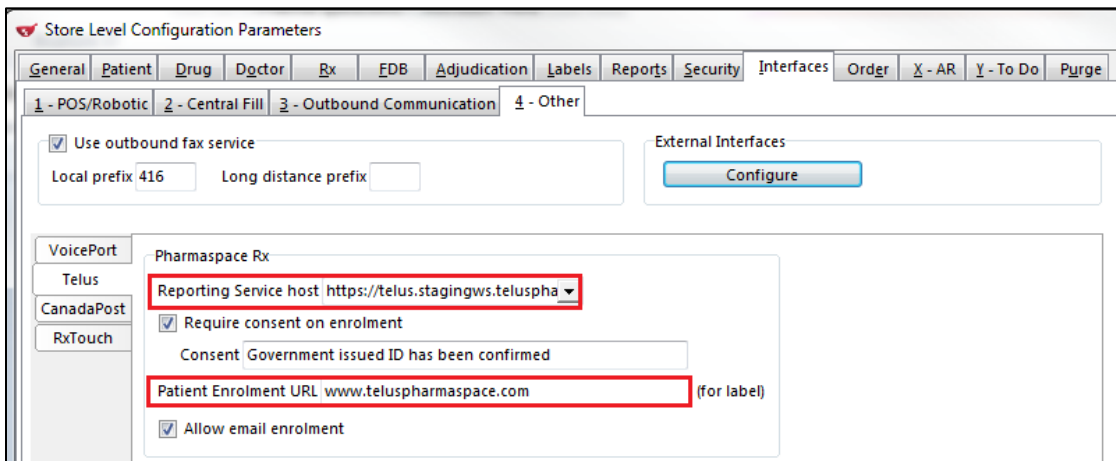 Store Level Configuration Parameters
General Patient Drug Doctor Rx FDB Adjudication Labels Reports Security Interfaces Order X - AR Y - To Do Purge
1 - POS/Robotic 2 - Central Fill 3 - Outbound Communication 4 - Other
Use outbound fax service
Local prefix 416 Long distance prefix
External Interfaces
Configure
VoicePort
Telus
CanadaPost
RxTouch
Pharmaspace Rx
Reporting Service host https://telus.stagingws.teluspha
Require consent on enrolment
Consent Government issued ID has been confirmed
Patient Enrolment URL www.teluspharmaspace.com (for label)
Allow email enrolment